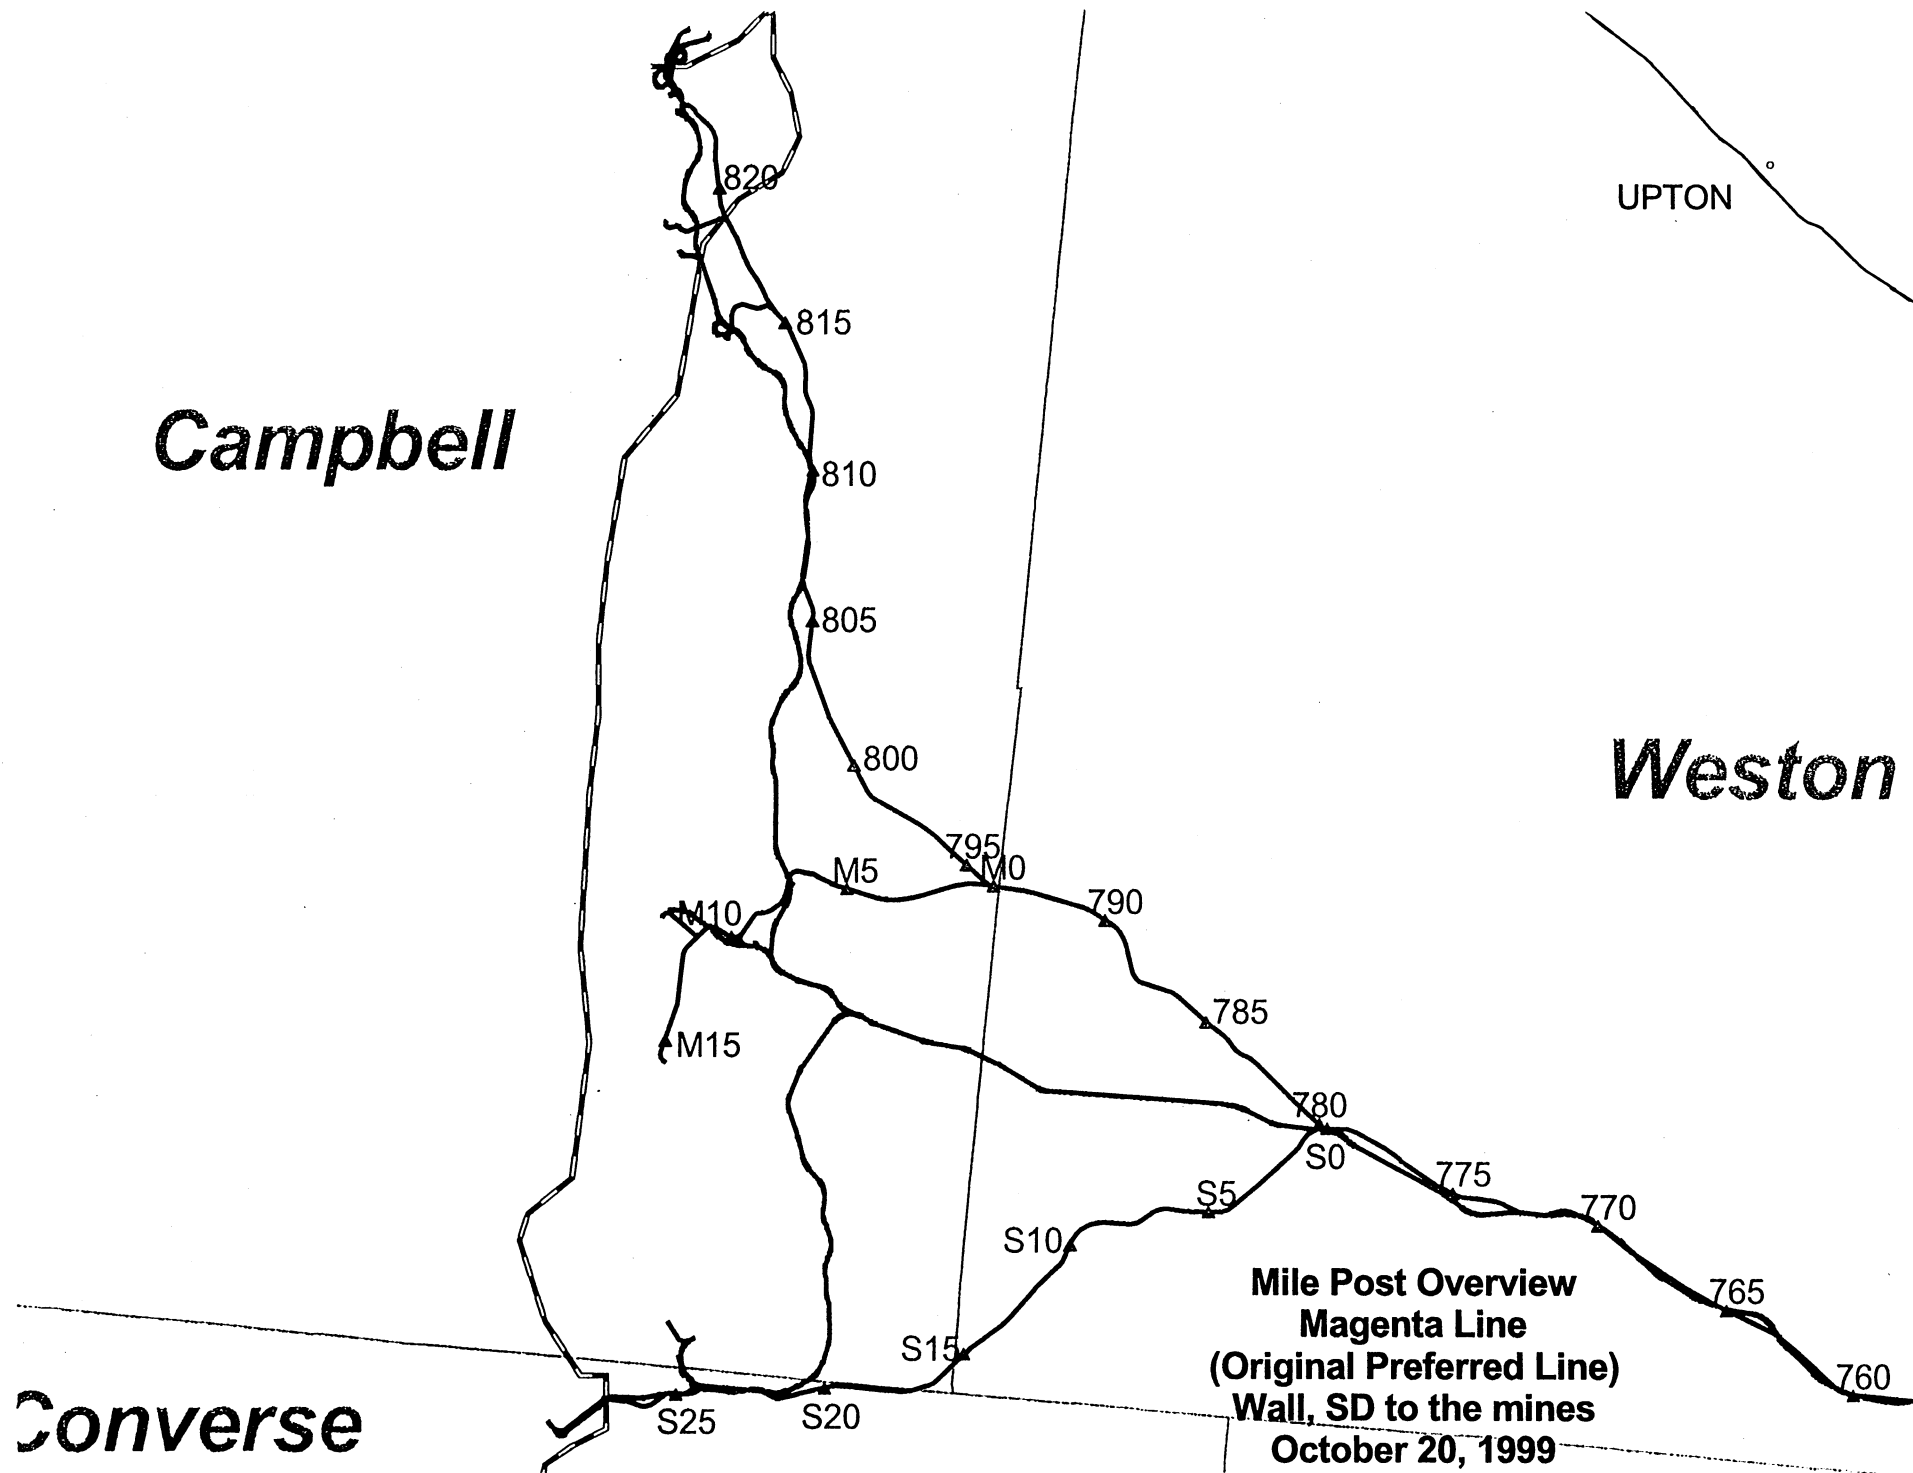 820
UPTON
815
Campbell
810
805
800
Weston
795
M0
M5
790
M10
785
M15
780
S0
775
S5
770
S10
Mile Post Overview
Magenta Line
(Original Preferred Line)
Wall, SD to the mines
October 20, 1999
765
S15
760
S25
S20
Converse